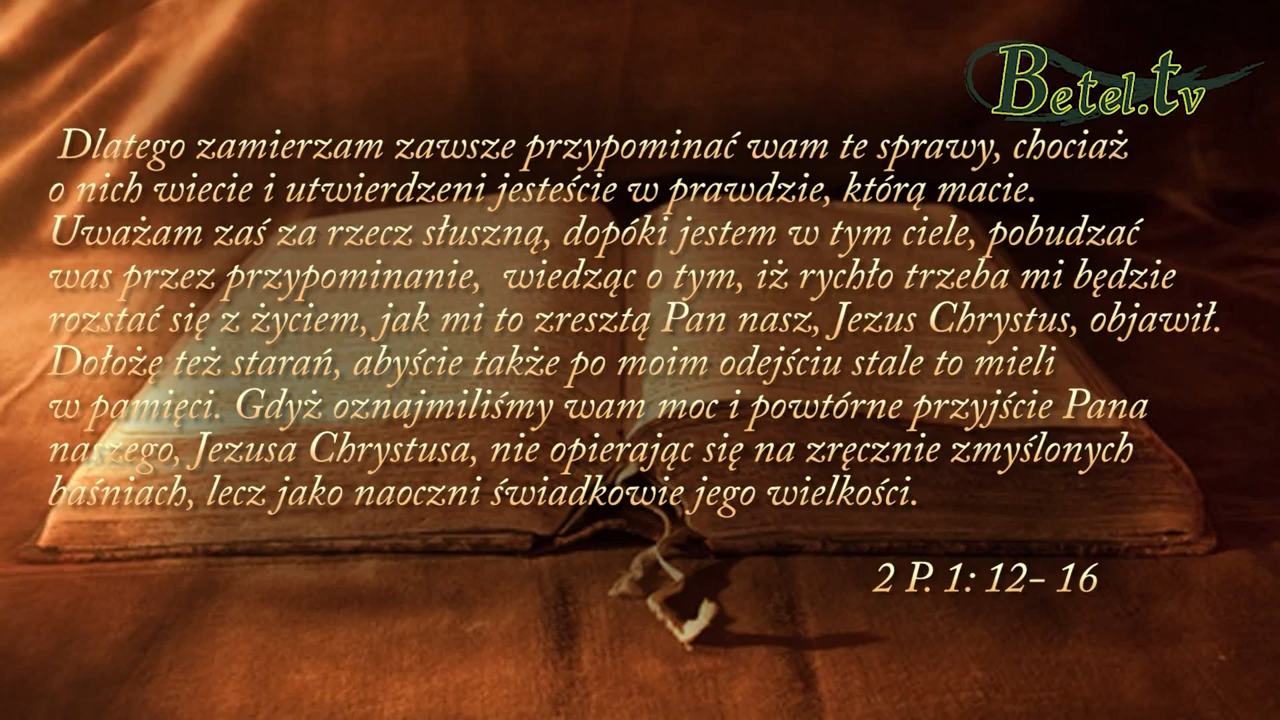 Betel.tv
Dlatego zamierzam zawsze przypominać wam te sprawy, chociaż
o nich wiecie i utwierdzeni jesteście w prawdzie, którą macie.
Uważam zaś za rzecz słuszną, dopóki jestem w tym ciele, pobudzać
was przez przypominanie, wiedząc o tym, iż rychło trzeba mi będzie
rozstać się z życiem, jak mi to zresztą Pan nasz, Jezus Chrystus, objawił.
Dołożę też starań, abyście także po moim odejściu stale to mieli
w pamięci. Gdyż oznajmiliśmy wam moc i powtórne przyjście Pana
naszego, Jezusa Chrystusa, nie opierając się na zręcznie zmyślonych
baśniach, lecz jako naoczni świadkowie jego wielkości.
2 P. 1: 12- 16